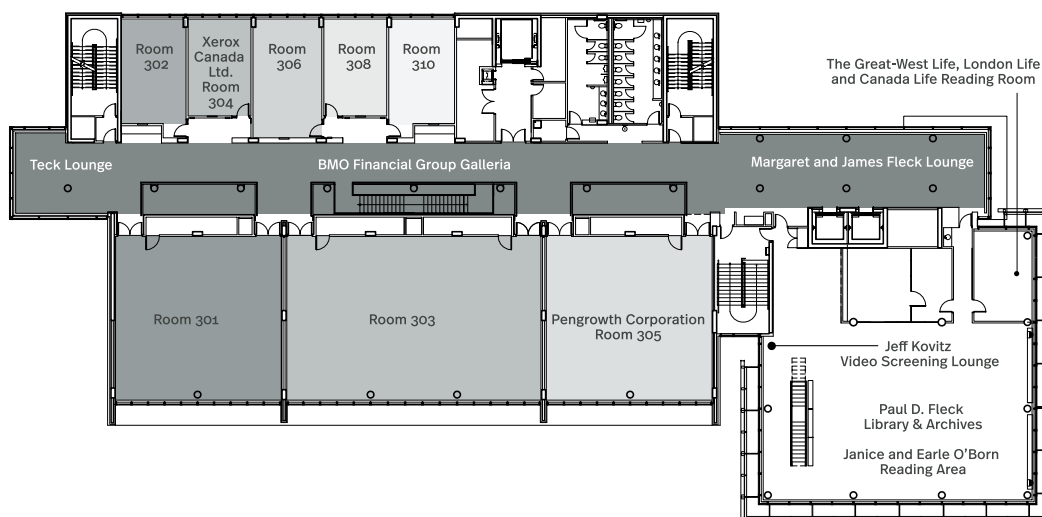 Room
302
Xerox
Canada
Ltd.
Room
304
Room
306
Room
308
Room
310
The Great-West Life, London Life
and Canada Life Reading Room
Teck Lounge
BMO Financial Group Galleria
Margaret and James Fleck Lounge
Room 301
Room 303
Pengrowth Corporation
Room 305
Jeff Kovitz
Video Screening Lounge
Paul D. Fleck
Library & Archives
Janice and Earle O’Born
Reading Area